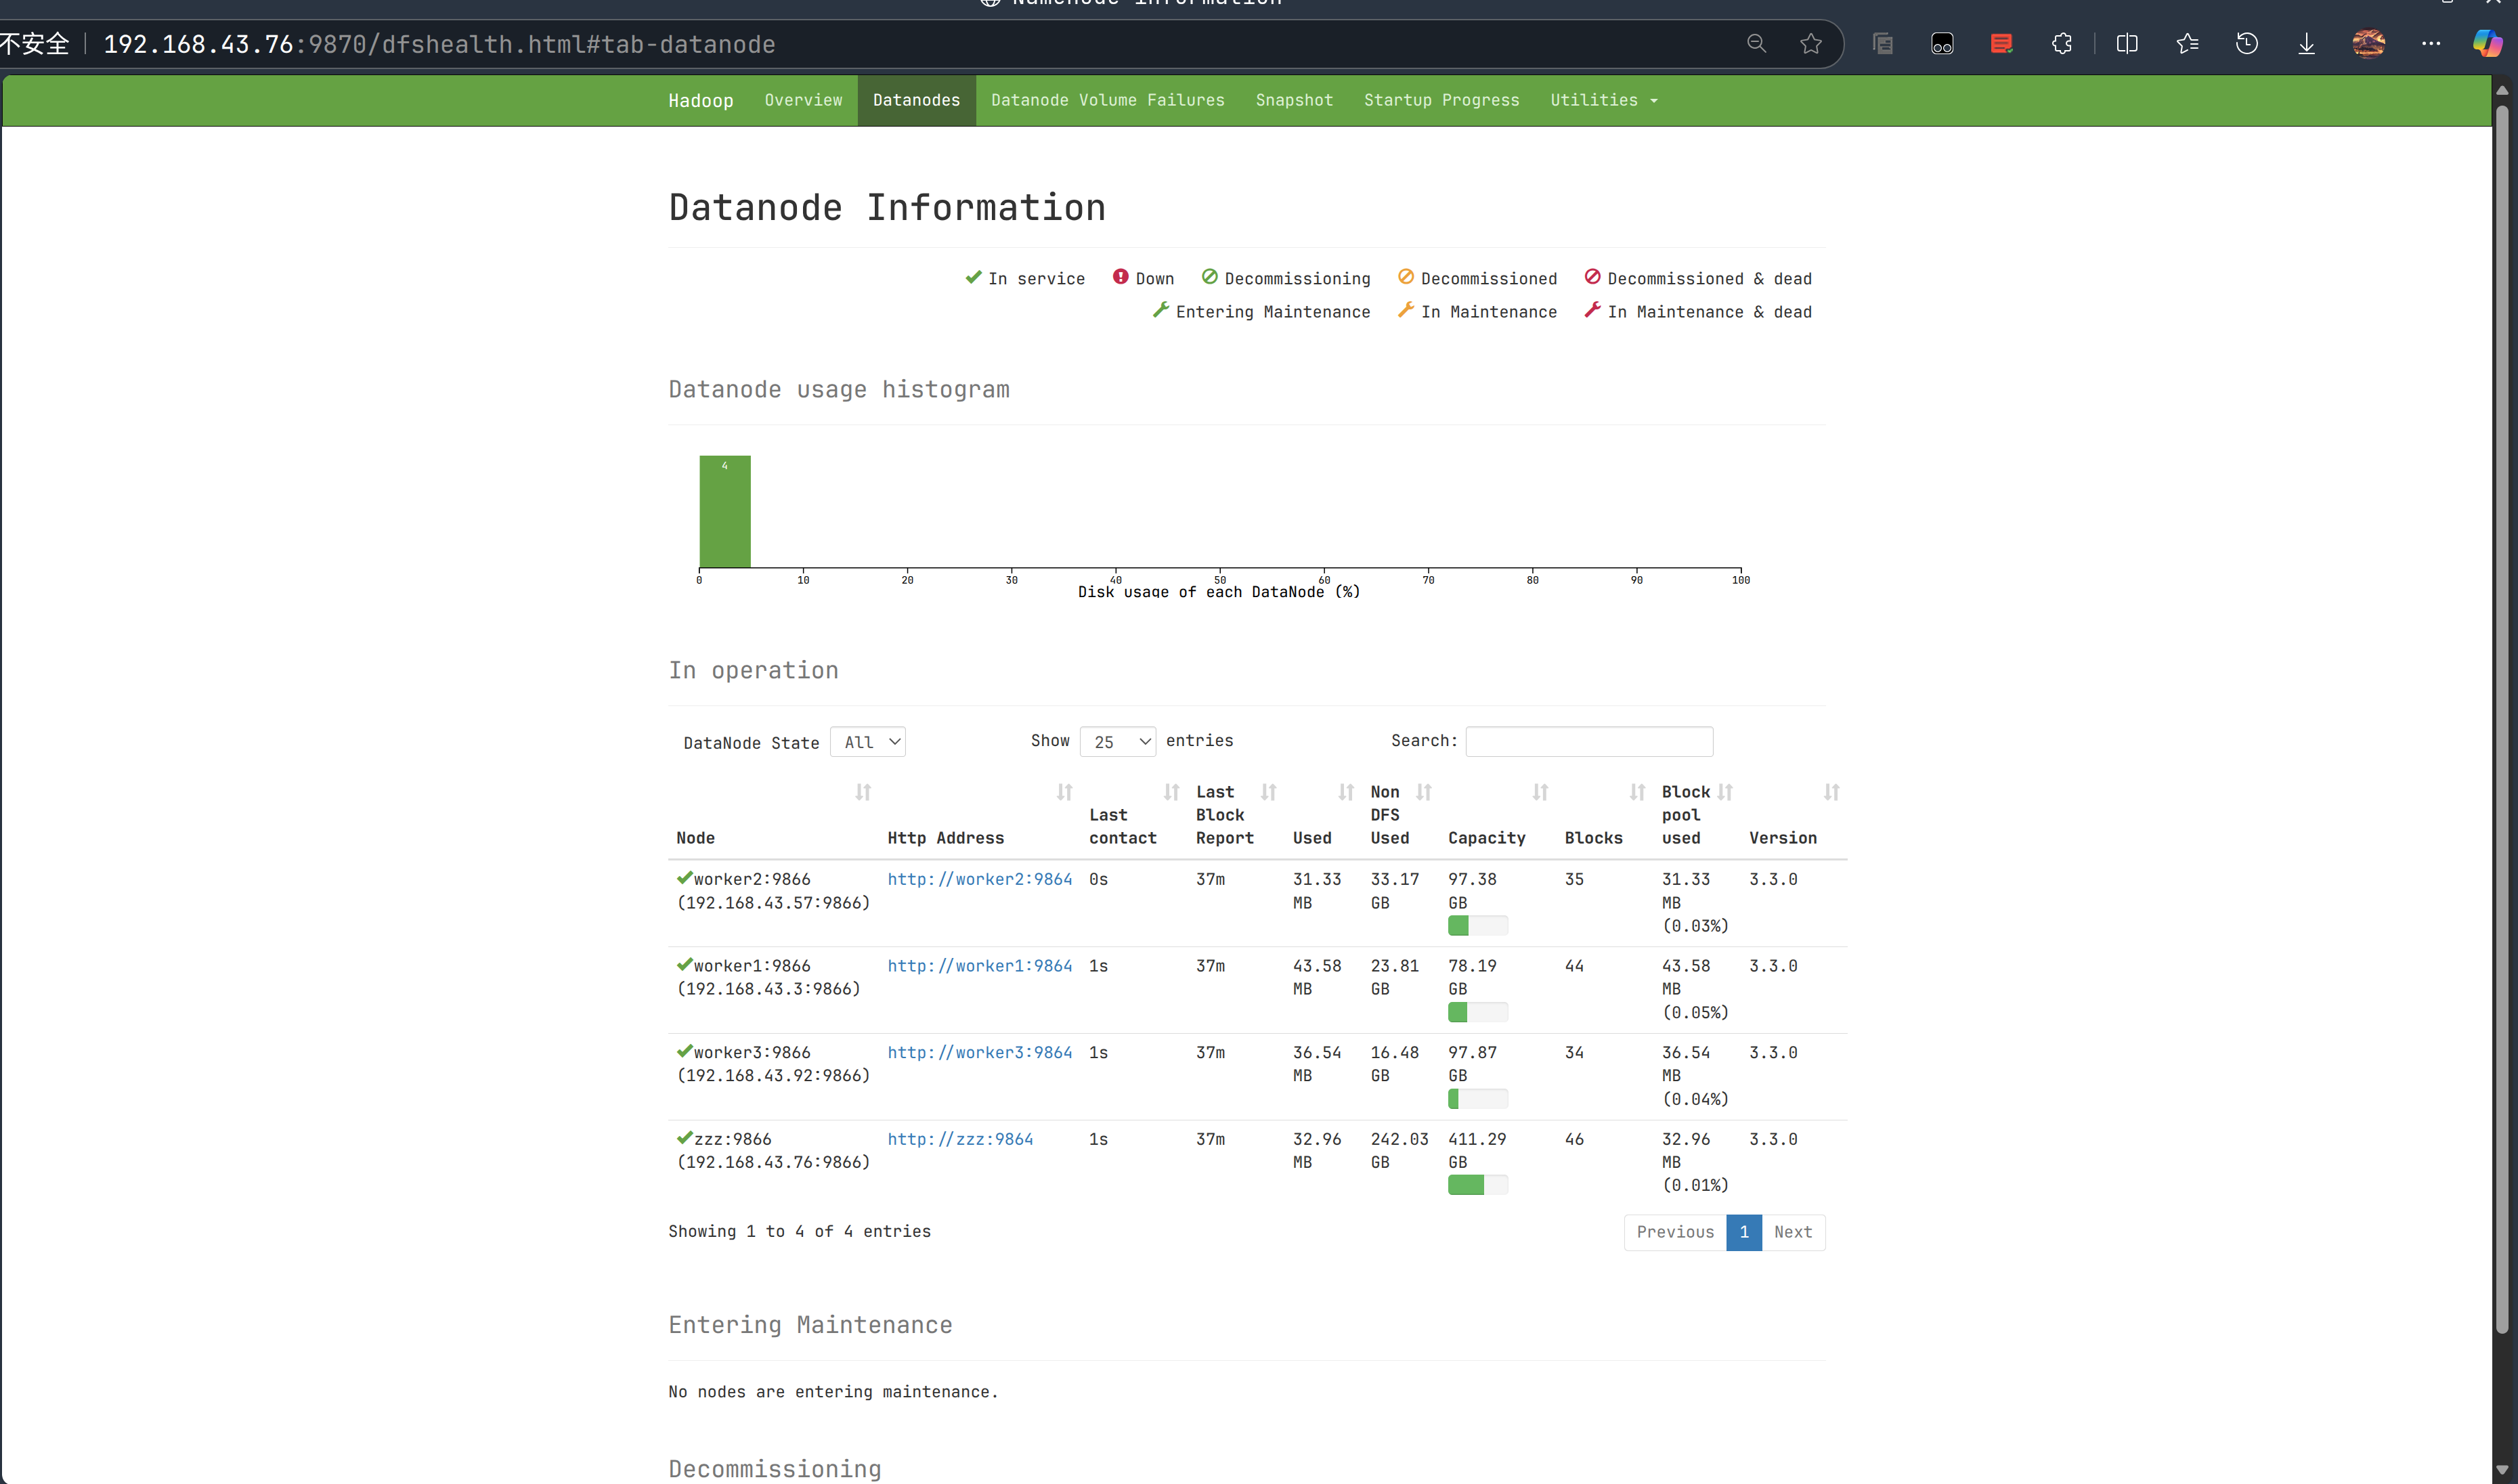 Namenode information
不安全 192.168.43.76:9870/dfshealth.html#tab-datanode
Hadoop Overview Datanodes Datanode Volume Failures Snapshot Startup Progress Utilities
Datanode Information
In service Down Decommissioning Decommissioned Decommissioned & dead
Entering Maintenance In Maintenance In Maintenance & dead
Datanode usage histogram
4
0 10 20 30 40 50 60 70 80 90 100
Disk usage of each DataNode (%)
In operation
DataNode State All Show 25 entries Search:
Last Non Block
Last Block DFS pool
Node Http Address contact Report Used Used Capacity Blocks used Version
worker2:9866 http://worker2:9864 0s 37m 31.33 33.17 97.38 35 31.33 3.3.0
(192.168.43.57:9866) MB GB GB MB
(0.03%)
worker1:9866 http://worker1:9864 1s 37m 43.58 23.81 78.19 44 43.58 3.3.0
(192.168.43.3:9866) MB GB GB MB
(0.05%)
worker3:9866 http://worker3:9864 1s 37m 36.54 16.48 97.87 34 36.54 3.3.0
(192.168.43.92:9866) MB GB GB MB
(0.04%)
zzz:9866 http://zzz:9864 1s 37m 32.96 242.03 411.29 46 32.96 3.3.0
(192.168.43.76:9866) MB GB GB MB
(0.01%)
Showing 1 to 4 of 4 entries Previous 1 Next
Entering Maintenance
No nodes are entering maintenance.
Decommissioning